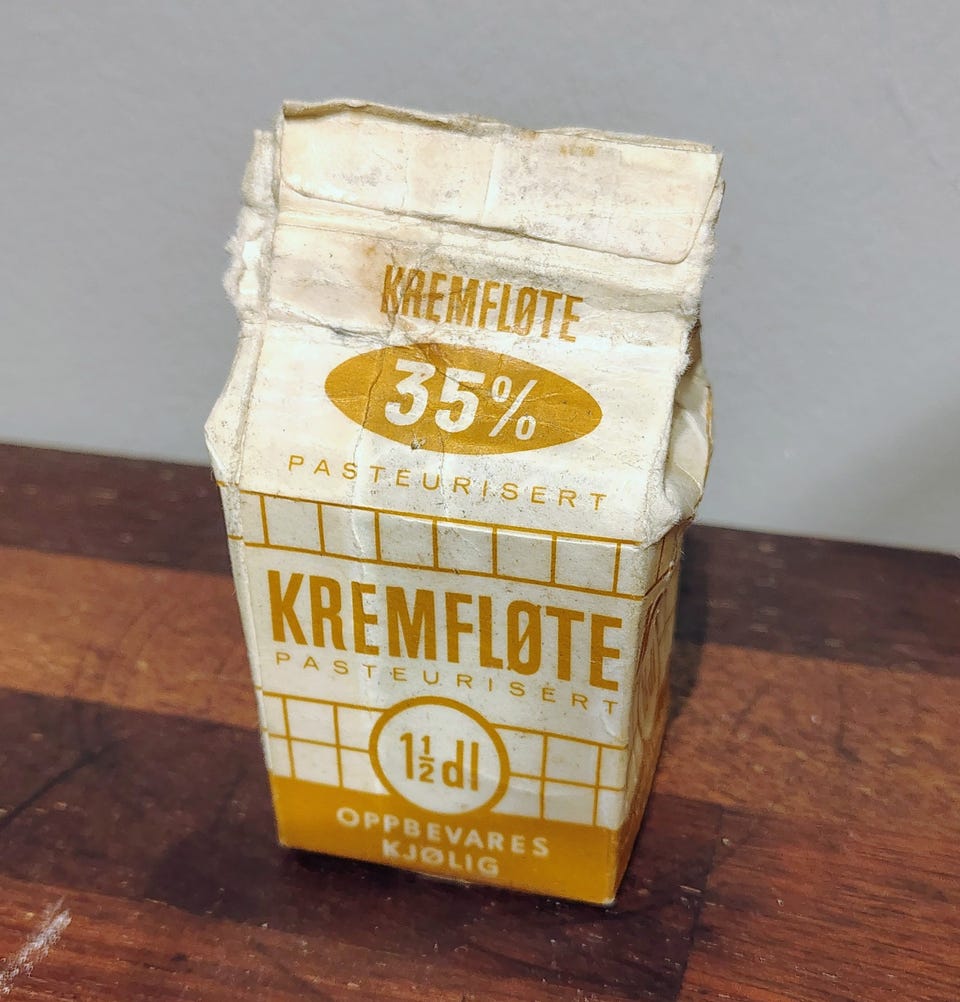 KREMFLØTE
35%
PASTEURISERT
KREMFLØTE
PASTEURISERT
1½ dl
OPPBEVARES
KJØLIG